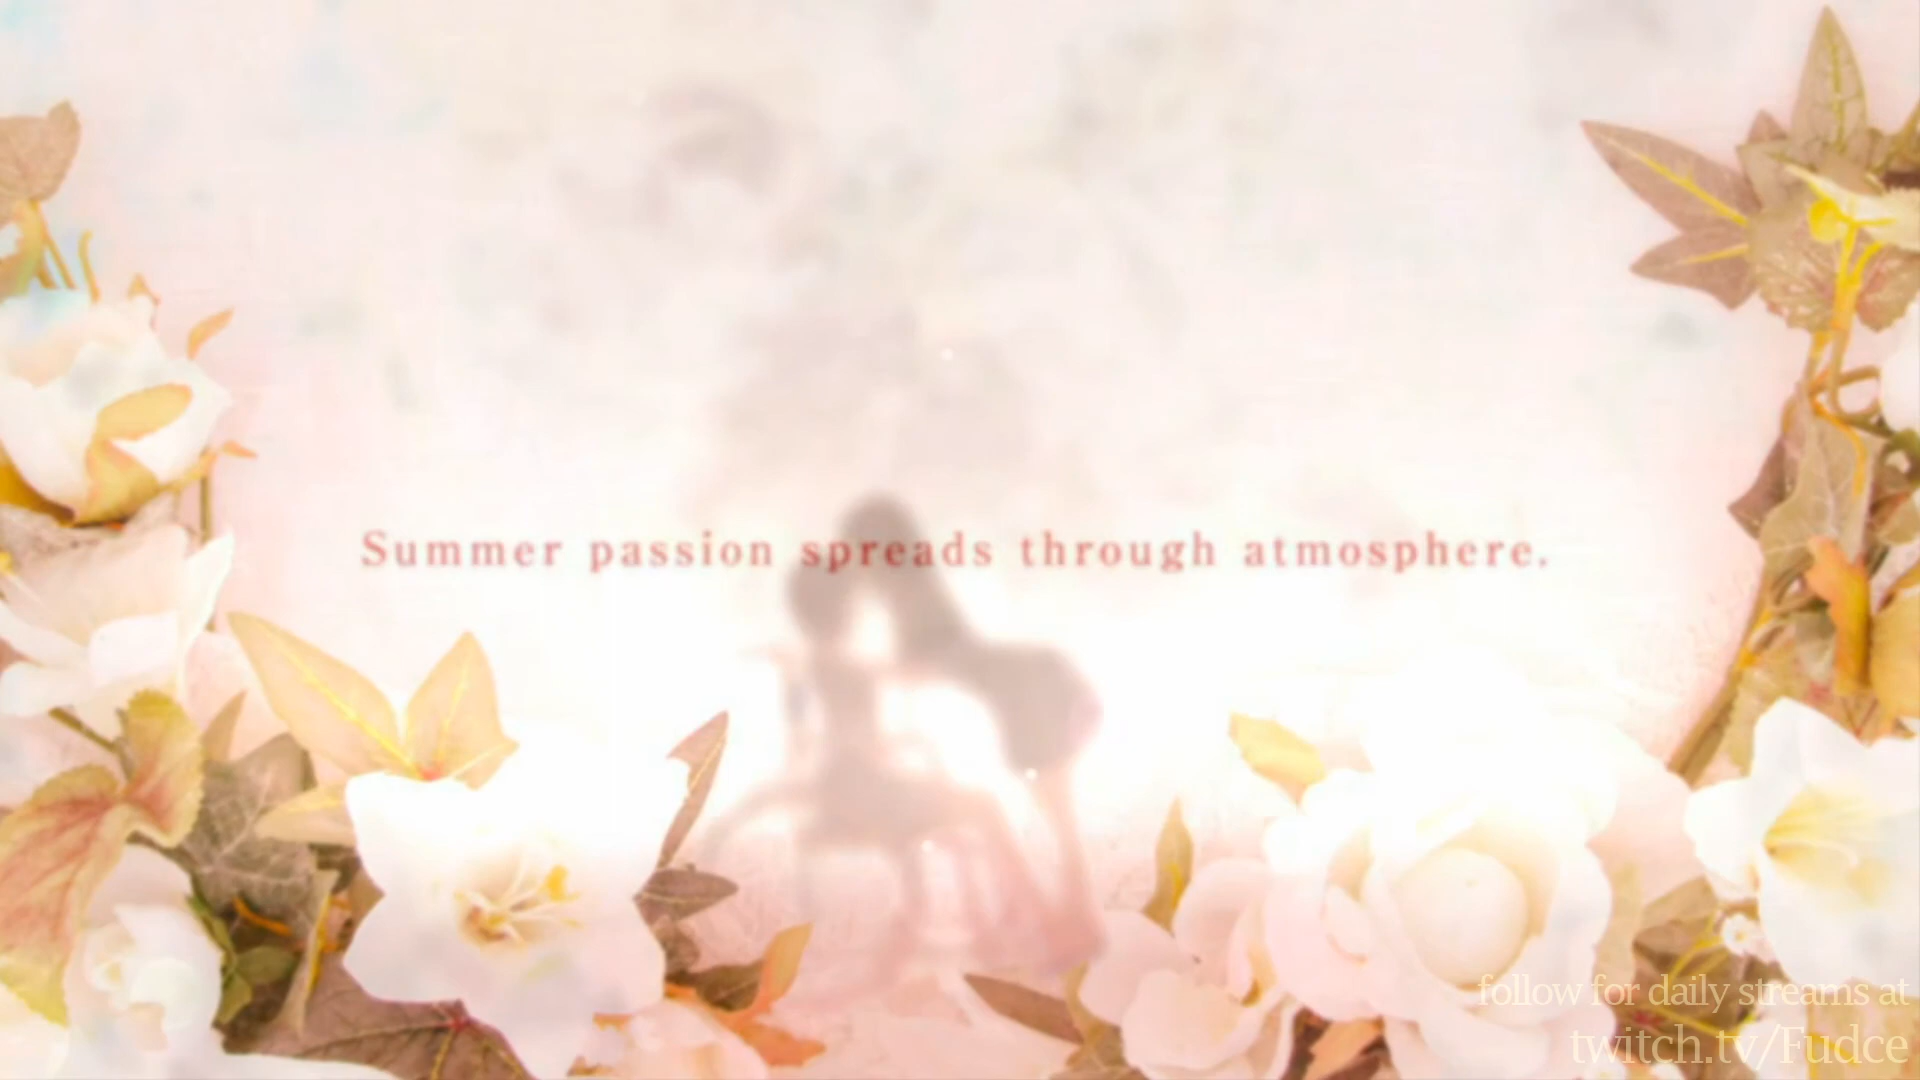 Summer passion spreads through atmosphere.
follow for daily streams at
twitch.tv/Fudce